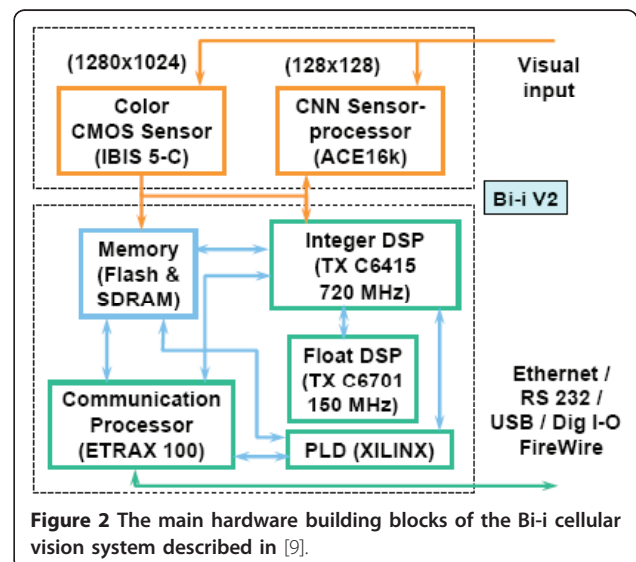 (1280x1024)
(128x128)
Visual
input
Color
CMOS Sensor
(IBIS 5-C)
CNN Sensor-
processor
(ACE16k)
Bi-i V2
Memory
(Flash &
SDRAM)
Integer DSP
(TX C6415
720 MHz)
Float DSP
(TX C6701
150 MHz)
Communication
Processor
(ETRAX 100)
PLD (XILINX)
Ethernet /
RS 232 /
USB / Dig I-O
FireWire
Figure 2 The main hardware building blocks of the Bi-i cellular
vision system described in [9].